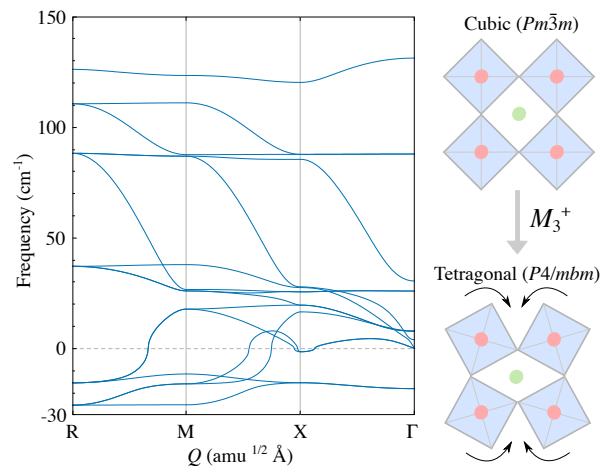 150
100
50
0
-30
Frequency (cm⁻¹)
R
M
X
Γ
Q (amu ¹/² Å)
Cubic (Pm3̅m)
M₃⁺
Tetragonal (P4/mbm)